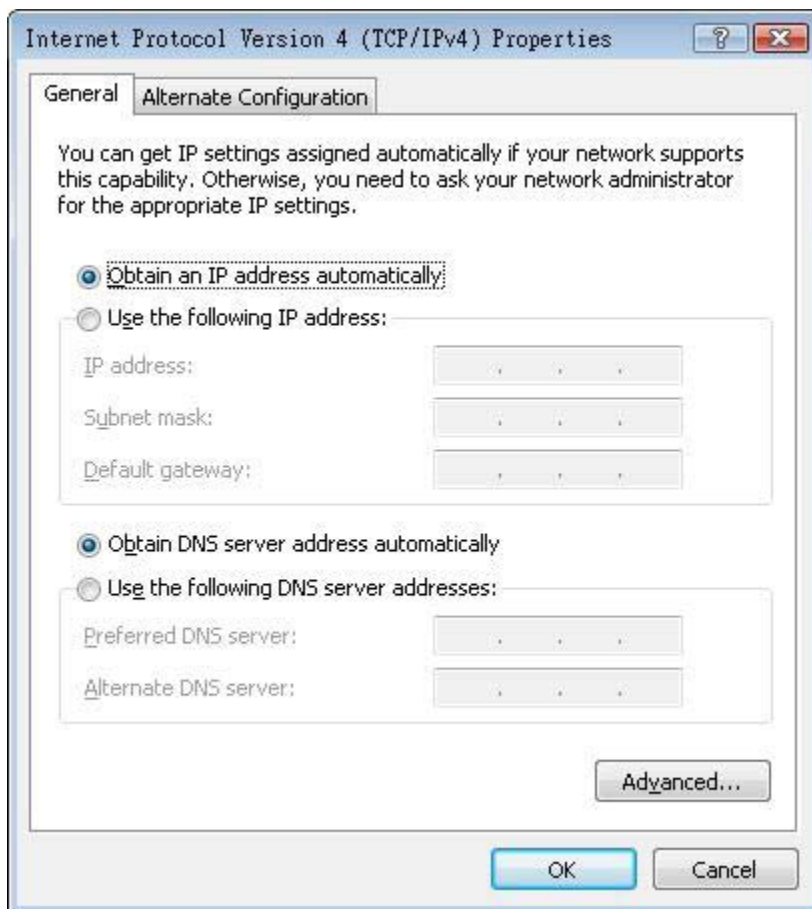 Internet Protocol Version 4 (TCP/IPv4) Properties
?
General
Alternate Configuration
You can get IP settings assigned automatically if your network supports
this capability. Otherwise, you need to ask your network administrator
for the appropriate IP settings.
Obtain an IP address automatically
Use the following IP address:
IP address:
. . .
Subnet mask:
. . .
Default gateway:
. . .
Obtain DNS server address automatically
Use the following DNS server addresses:
Preferred DNS server:
. . .
Alternate DNS server:
. . .
Advanced...
OK
Cancel